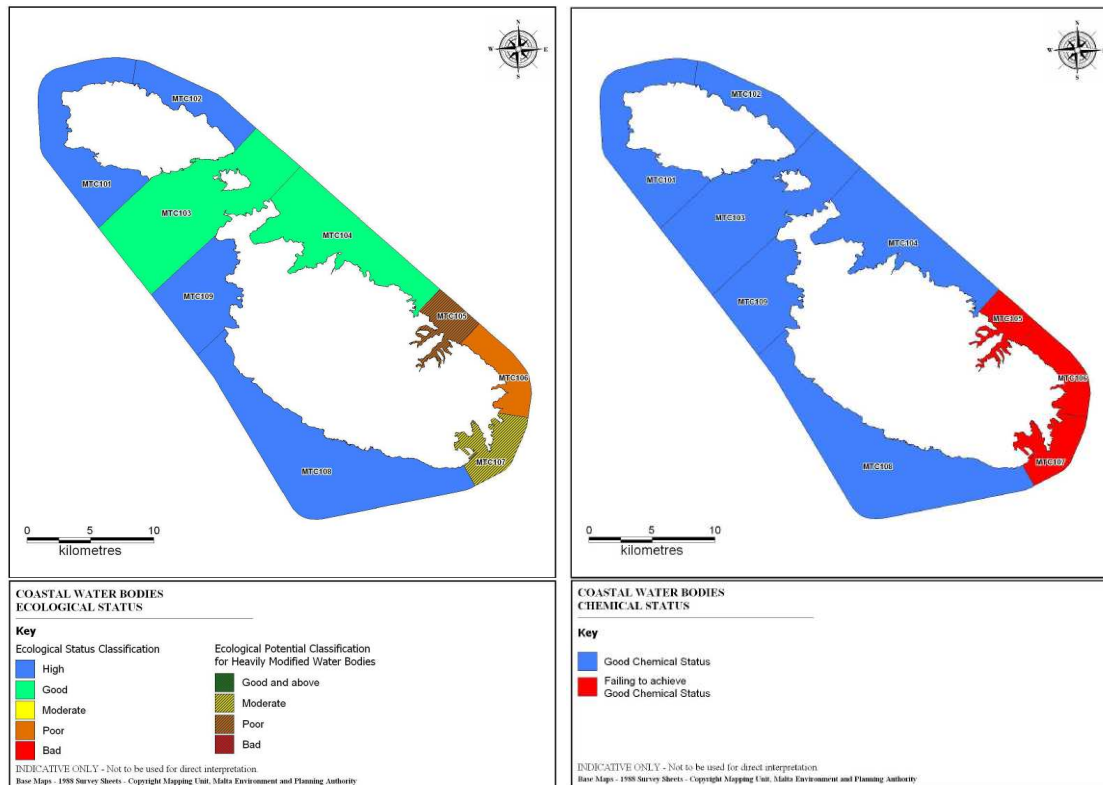 N
W
E
S
MTC102
MTC101
MTC103
MTC104
MTC109
MTC105
MTC106
MTC107
MTC108
0 5 10
kilometres
COASTAL WATER BODIES
ECOLOGICAL STATUS
Key
Ecological Status Classification
High
Good
Moderate
Poor
Bad
Ecological Potential Classification
for Heavily Modified Water Bodies
Good and above
Moderate
Poor
Bad
INDICATIVE ONLY - Not to be used for direct interpretation
Base Maps - 1988 Survey Sheets - Copyright Mapping Unit, Malta Environment and Planning Authority
N
W
E
S
MTC102
MTC101
MTC103
MTC104
MTC109
MTC105
MTC106
MTC107
MTC108
0 5 10
kilometres
COASTAL WATER BODIES
CHEMICAL STATUS
Key
Good Chemical Status
Failing to achieve
Good Chemical Status
INDICATIVE ONLY - Not to be used for direct interpretation
Base Maps - 1988 Survey Sheets - Copyright Mapping Unit, Malta Environment and Planning Authority